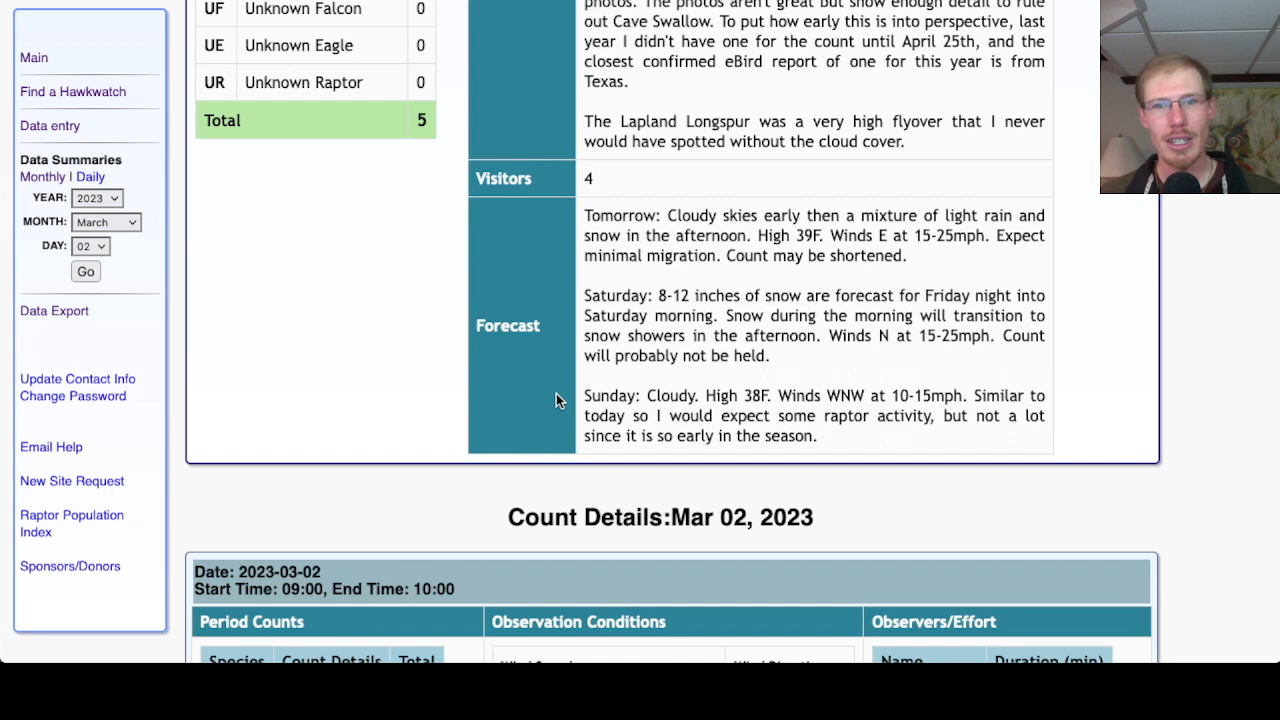 Main
Find a Hawkwatch
Data entry
Data Summaries
Monthly | Daily
YEAR: 2023
MONTH: March
DAY: 02
Go
Data Export
Update Contact Info
Change Password
Email Help
New Site Request
Raptor Population
Index
Sponsors/Donors
UF Unknown Falcon 0
UE Unknown Eagle 0
UR Unknown Raptor 0
Total 5
photos. The photos aren't great but show enough detail to rule
out Cave Swallow. To put how early this is into perspective, last
year I didn't have one for the count until April 25th, and the
closest confirmed eBird report of one for this year is from
Texas.
The Lapland Longspur was a very high flyover that I never
would have spotted without the cloud cover.
Visitors 4
Forecast
Tomorrow: Cloudy skies early then a mixture of light rain and
snow in the afternoon. High 39F. Winds E at 15-25mph. Expect
minimal migration. Count may be shortened.
Saturday: 8-12 inches of snow are forecast for Friday night into
Saturday morning. Snow during the morning will transition to
snow showers in the afternoon. Winds N at 15-25mph. Count
will probably not be held.
Sunday: Cloudy. High 38F. Winds WNW at 10-15mph. Similar to
today so I would expect some raptor activity, but not a lot
since it is so early in the season.
Count Details:Mar 02, 2023
Date: 2023-03-02
Start Time: 09:00, End Time: 10:00
Period Counts Observation Conditions Observers/Effort
Species Count Details Total Name Duration (min)